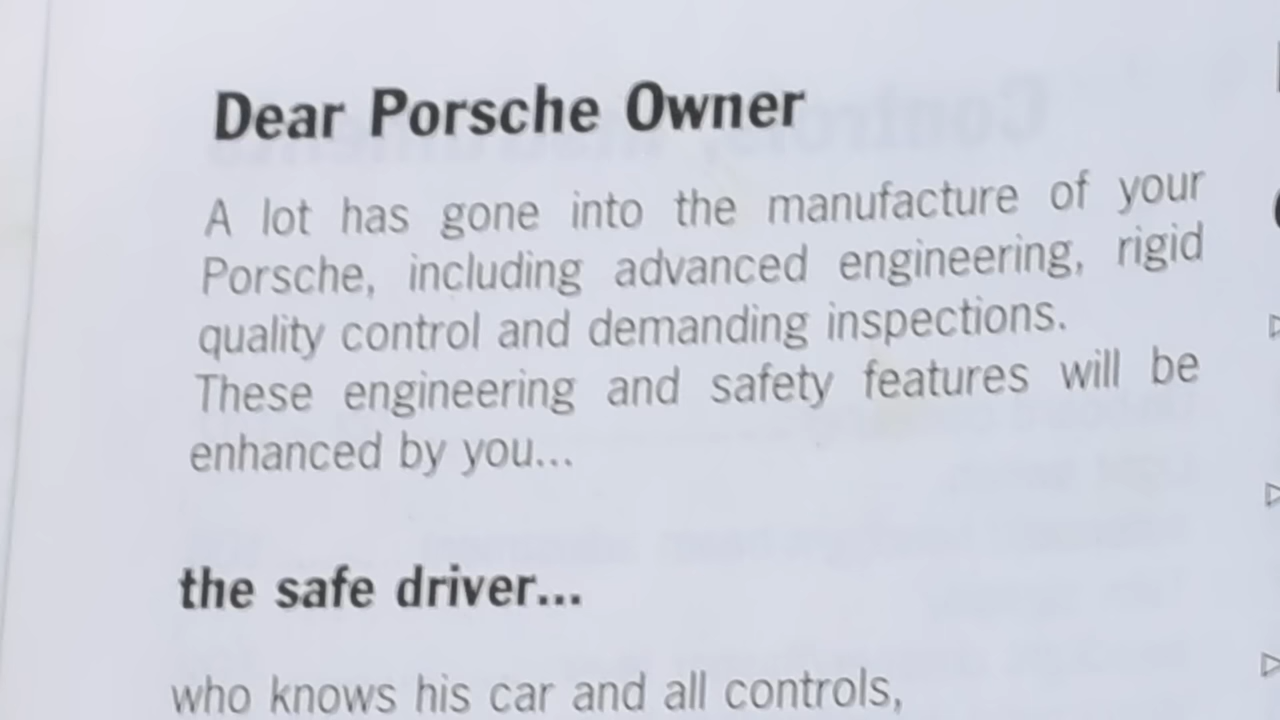 Dear Porsche Owner
A lot has gone into the manufacture of your
Porsche, including advanced engineering, rigid
quality control and demanding inspections.
These engineering and safety features will be
enhanced by you...
the safe driver...
who knows his car and all controls,